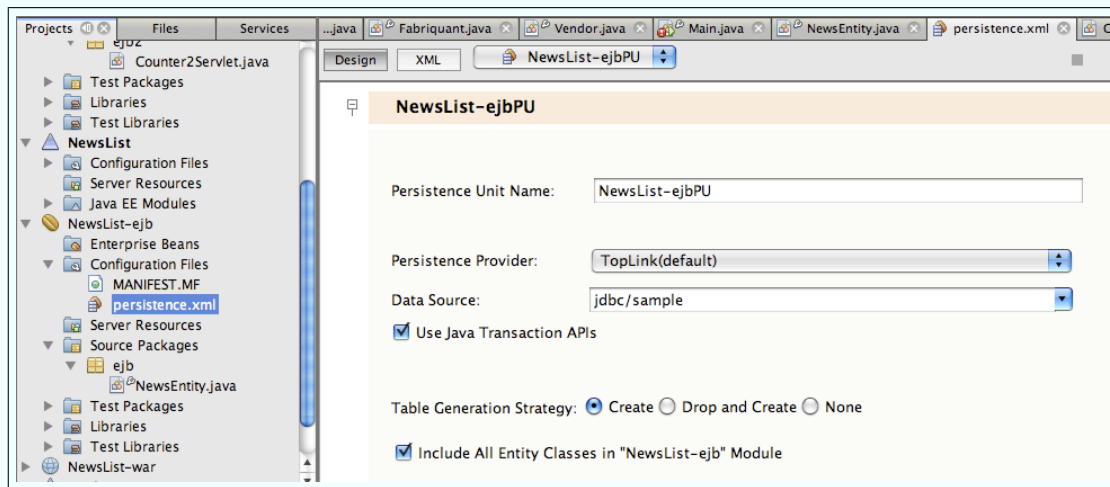 Projects Files Services ...java Fabriquant.java Vendor.java Main.java NewsEntity.java persistence.xml C
ejb2 Design XML NewsList-ejbPU
Counter2Servlet.java
Test Packages
Libraries NewsList-ejbPU
Test Libraries
NewsList
Configuration Files
Server Resources Persistence Unit Name: NewsList-ejbPU
Java EE Modules
NewsList-ejb
Enterprise Beans
Configuration Files Persistence Provider: TopLink(default)
MANIFEST.MF
persistence.xml Data Source: jdbc/sample
Server Resources Use Java Transaction APIs
Source Packages
ejb
NewsEntity.java
Test Packages Table Generation Strategy: Create Drop and Create None
Libraries
Test Libraries Include All Entity Classes in "NewsList-ejb" Module
NewsList-war